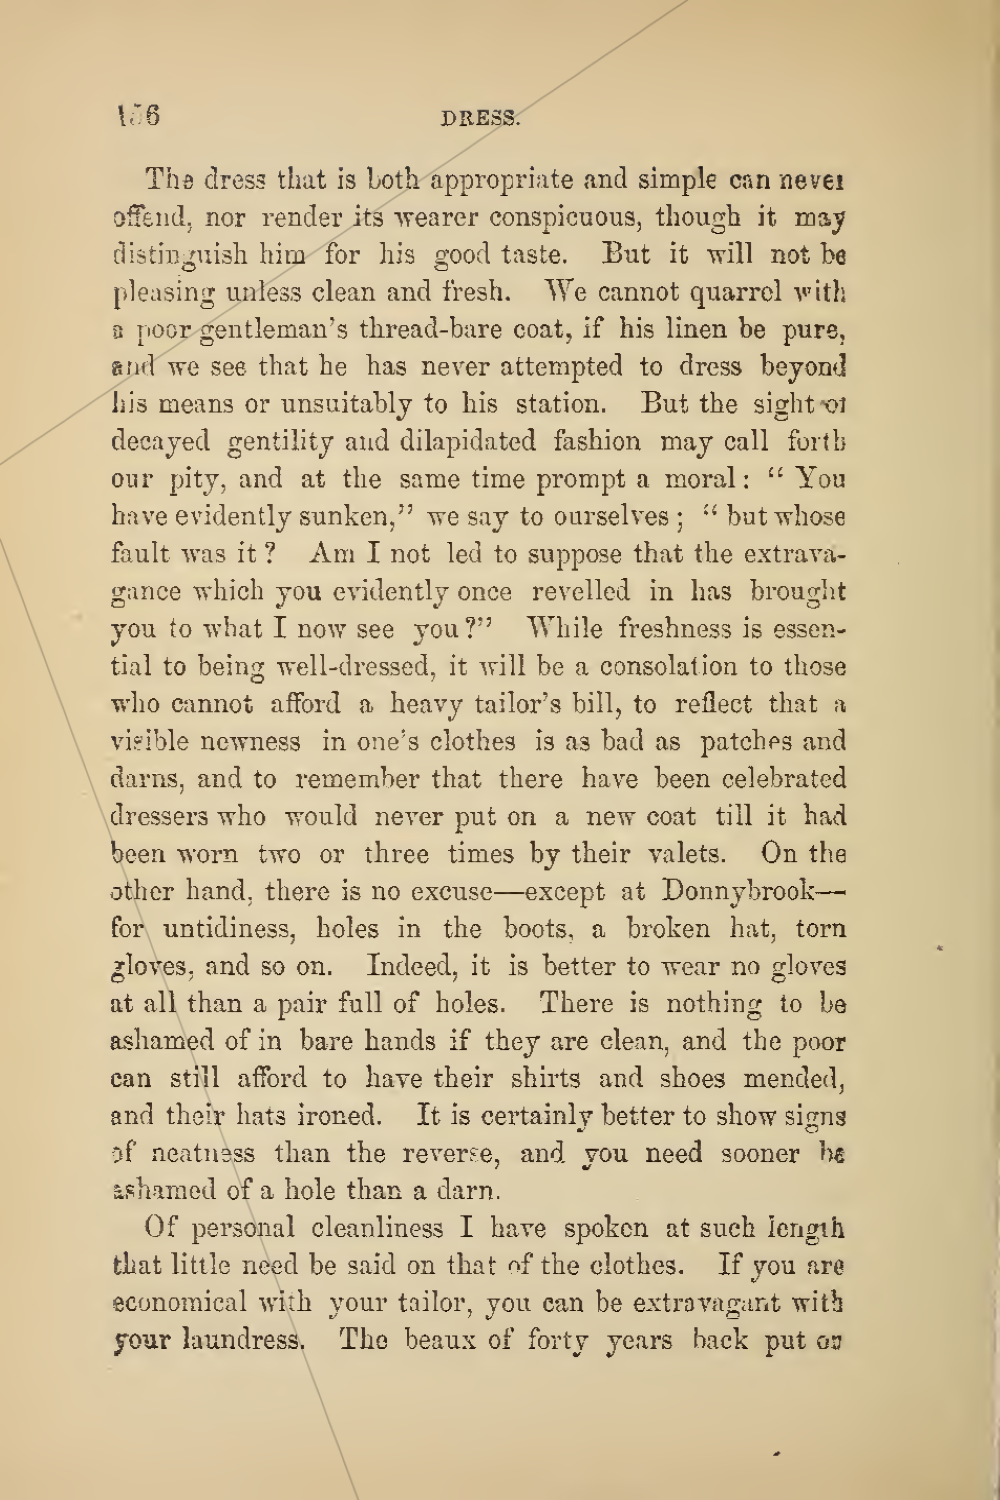 156 DRESS.
The dress that is both appropriate and simple can never
offend, nor render its wearer conspicuous, though it may
distinguish him for his good taste. But it will not be
pleasing unless clean and fresh. We cannot quarrel with
a poor gentleman's thread-bare coat, if his linen be pure,
and we see that he has never attempted to dress beyond
his means or unsuitably to his station. But the sight of
decayed gentility and dilapidated fashion may call forth
our pity, and at the same time prompt a moral: "You
have evidently sunken," we say to ourselves; "but whose
fault was it? Am I not led to suppose that the extrava-
gance which you evidently once revelled in has brought
you to what I now see you?" While freshness is essen-
tial to being well-dressed, it will be a consolation to those
who cannot afford a heavy tailor's bill, to reflect that a
visible newness in one's clothes is as bad as patches and
darns, and to remember that there have been celebrated
dressers who would never put on a new coat till it had
been worn two or three times by their valets. On the
other hand, there is no excuse—except at Donnybrook—
for untidiness, holes in the boots, a broken hat, torn
gloves, and so on. Indeed, it is better to wear no gloves
at all than a pair full of holes. There is nothing to be
ashamed of in bare hands if they are clean, and the poor
can still afford to have their shirts and shoes mended,
and their hats ironed. It is certainly better to show signs
of neatness than the reverse, and you need sooner be
ashamed of a hole than a darn.
Of personal cleanliness I have spoken at such length
that little need be said on that of the clothes. If you are
economical with your tailor, you can be extravagant with
your laundress. The beaux of forty years back put on